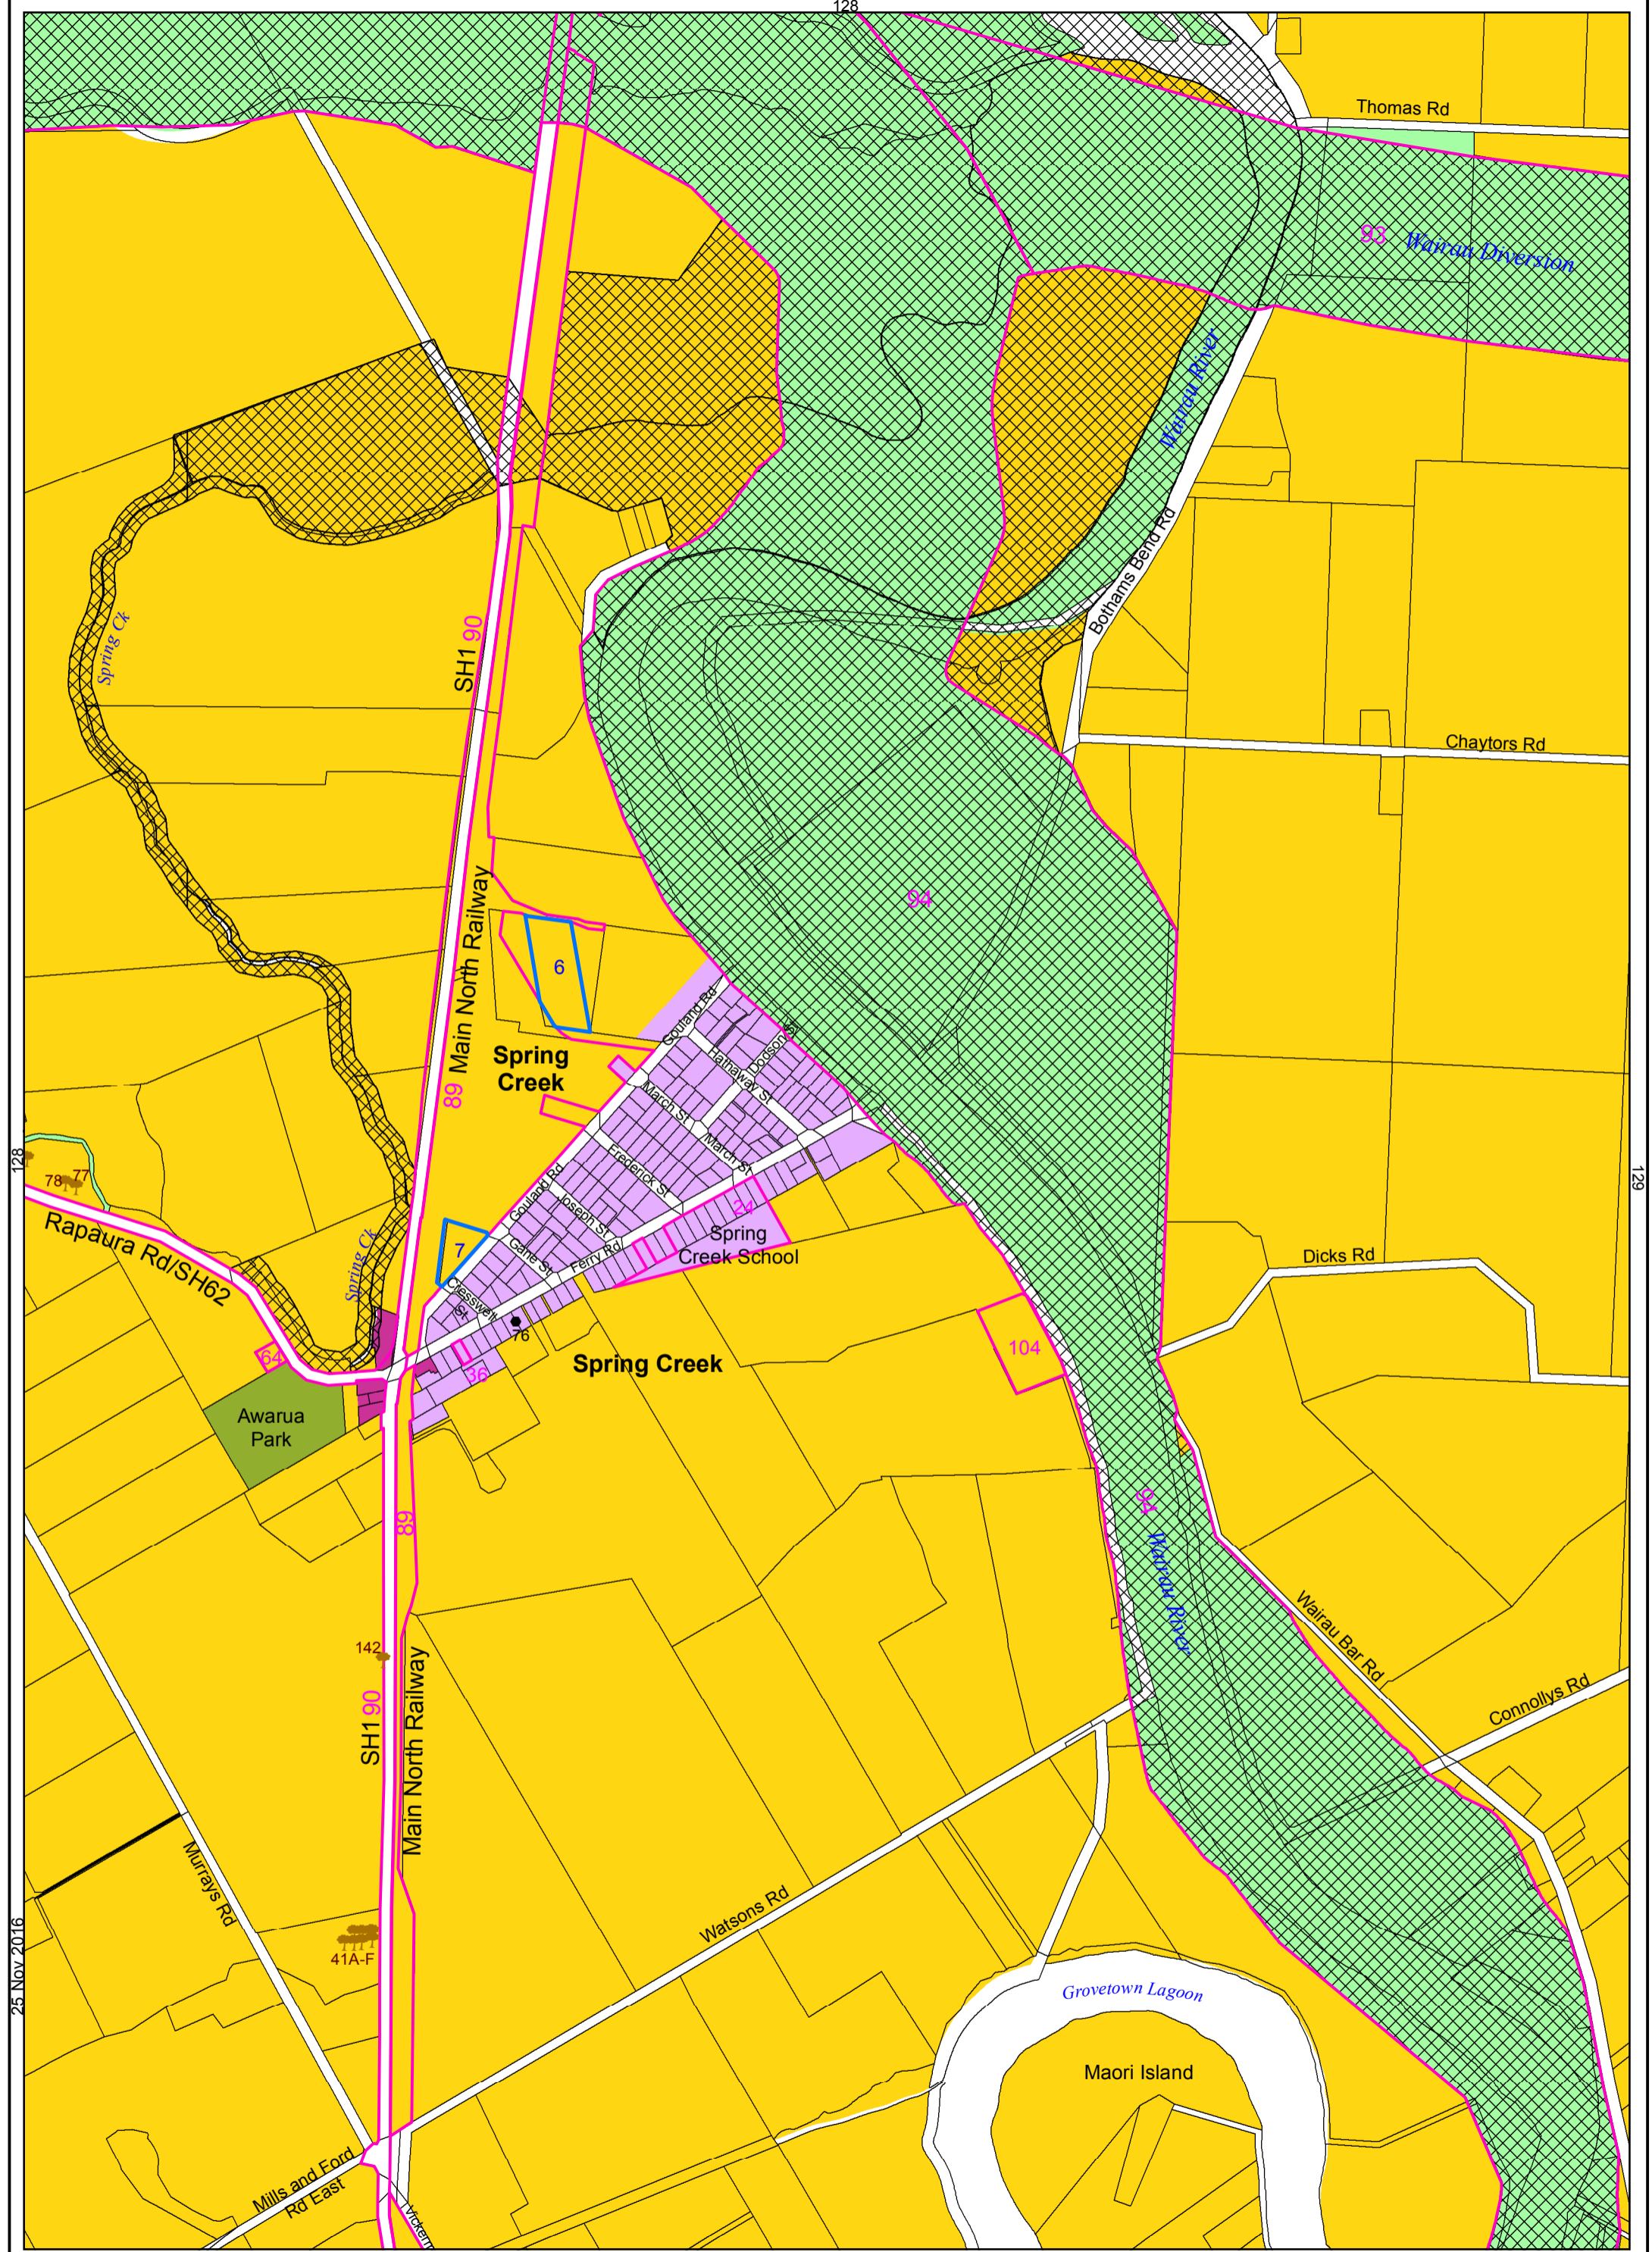 128
Thomas Rd
93
Wairau Diversion
Wairau River
Bothams Bend Rd
Spring Ck
SH1 90
Chaytors Rd
94
Main North Railway
89
6
Spring
Creek
Gouland Rd
Dodson St
Hathaway St
March St
March St
Frederick St
Gouland Rd
Joseph St
24
Spring
Creek School
128
129
78
77
Rapaura Rd/SH62
Spring Ck
7
Gane St
Ferry Rd
Cresswell
St
76
Dicks Rd
64
36
Spring Creek
104
Awarua
Park
94
Wairau River
89
142
SH1 90
Main North Railway
Wairau Bar Rd
Connollys Rd
Murrays Rd
Watsons Rd
41A-F
25 Nov 2016
Grovetown Lagoon
Maori Island
Mills and Ford
Rd East